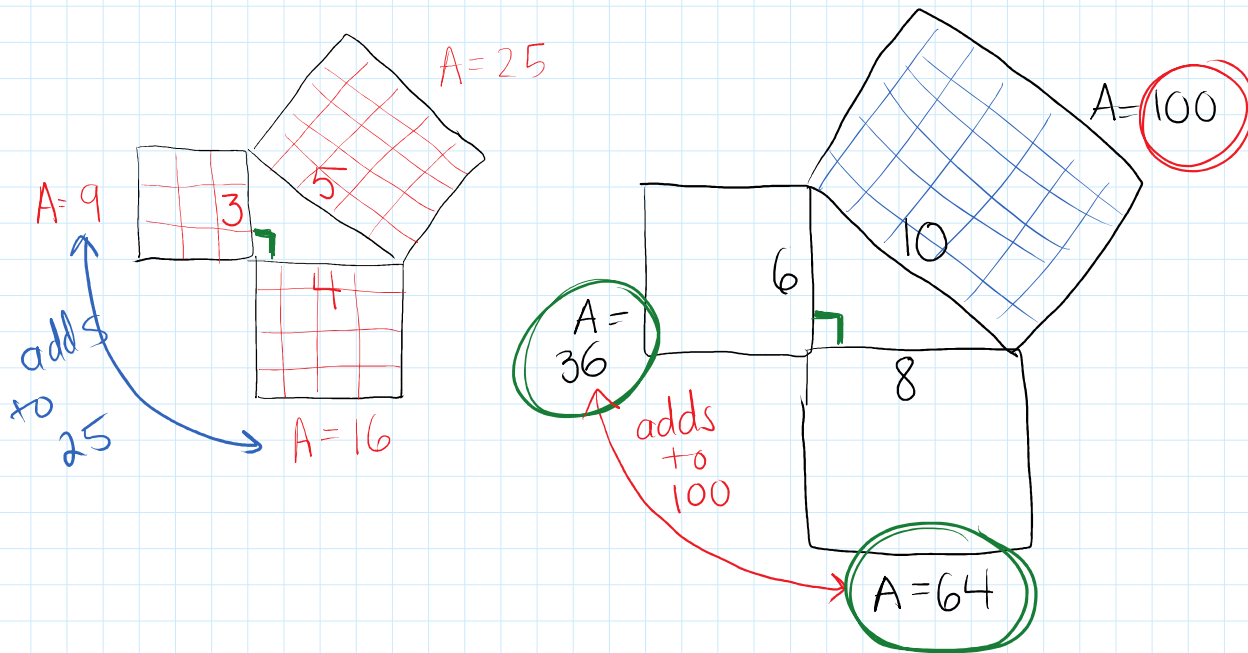 A = 25
5
3
A = 9
4
adds
to
25
A = 16
A = 100
10
6
A =
36
8
adds
to
100
A = 64